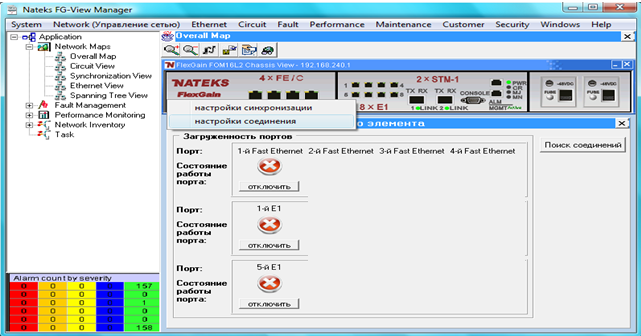 Nateks FG-View Manager
System Network (Управление сетью) Ethernet Circuit Fault Performance Maintenance Customer Security Windows Help
Application
Network Maps
Overall Map
Circuit View
Synchronization View
Ethernet View
Spanning Tree View
Fault Management
Performance Monitoring
Network Inventory
Task
Overall Map
FlexGain FOM16L2 Chassis View - 192.168.240.1
NATEKS
FlexGain
4 X FE / C
2 X STM-1
TX RX TX RX CONSOLE
1 LINK 2 LINK
PWR
CR
MJ
MN
ALM
MGMT
-48VDC
FUSE
-48VDC
FUSE
8 X E1
настройки синхронизации
настройки соединения
о элемента
Загруженность портов
Поиск соединений
Порт: 1-й Fast Ethernet 2-й Fast Ethernet 3-й Fast Ethernet 4-й Fast Ethernet
Состояние
работы
порта:
отключить
Порт: 1-й E1
Состояние
работы
порта:
отключить
Порт: 5-й E1
Состояние
работы
порта:
отключить
Alarm count by severity
0 0 0 0 157
0 0 0 0 0
0 0 0 0 1
0 0 0 0 0
0 0 0 0 0
0 0 0 0 158